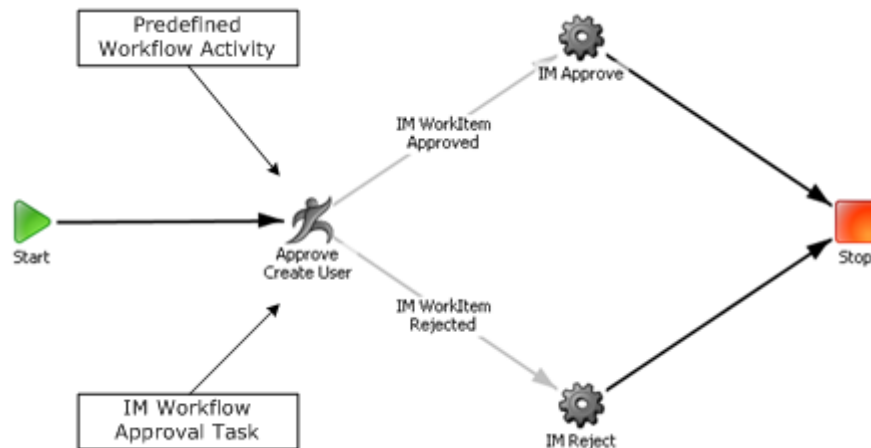 Predefined
Workflow Activity
IM Approve
IM WorkItem
Approved
Start
Approve
Create User
Stop
IM WorkItem
Rejected
IM Workflow
Approval Task
IM Reject